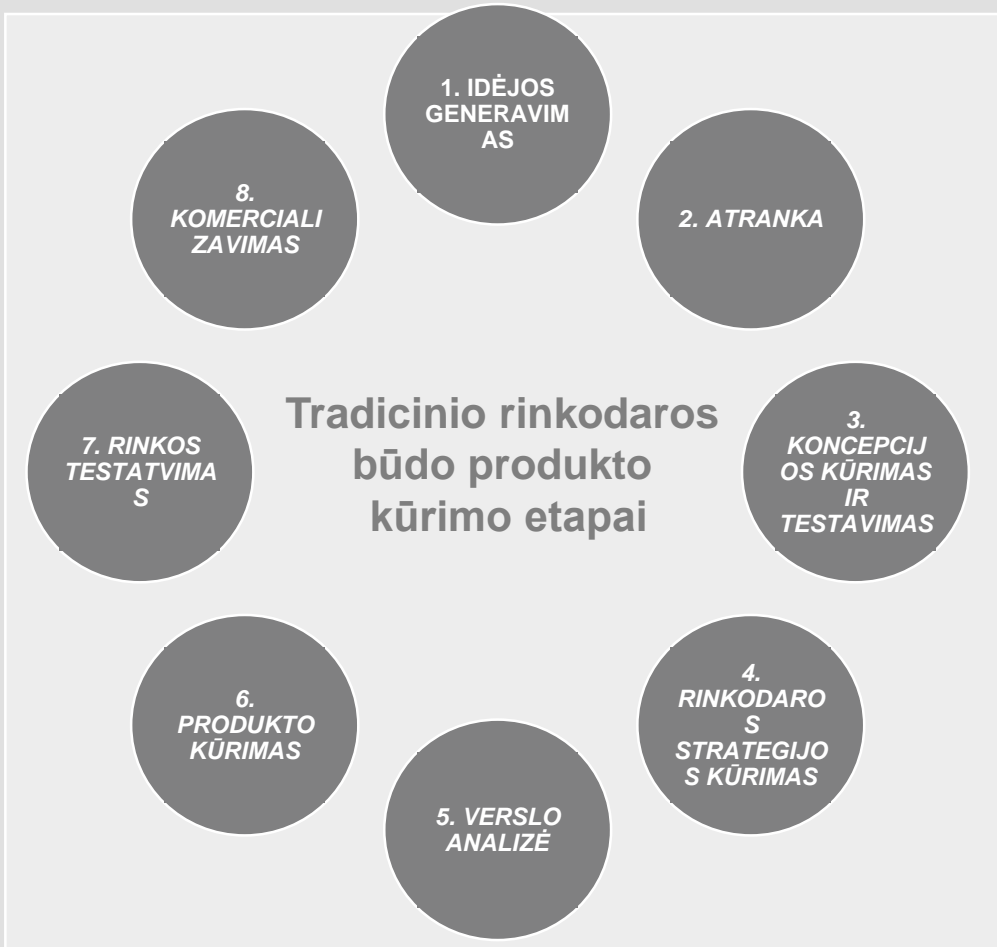 1. IDĖJOS
GENERAVIM
AS
2. ATRANKA
3.
KONCEPCIJ
OS KŪRIMAS
IR
TESTAVIMAS
4.
RINKODARO
S
STRATEGIJO
S KŪRIMAS
5. VERSLO
ANALIZĖ
6.
PRODUKTO
KŪRIMAS
7. RINKOS
TESTATVIMA
S
8.
KOMERCIALI
ZAVIMAS
Tradicinio rinkodaros
būdo produkto
kūrimo etapai